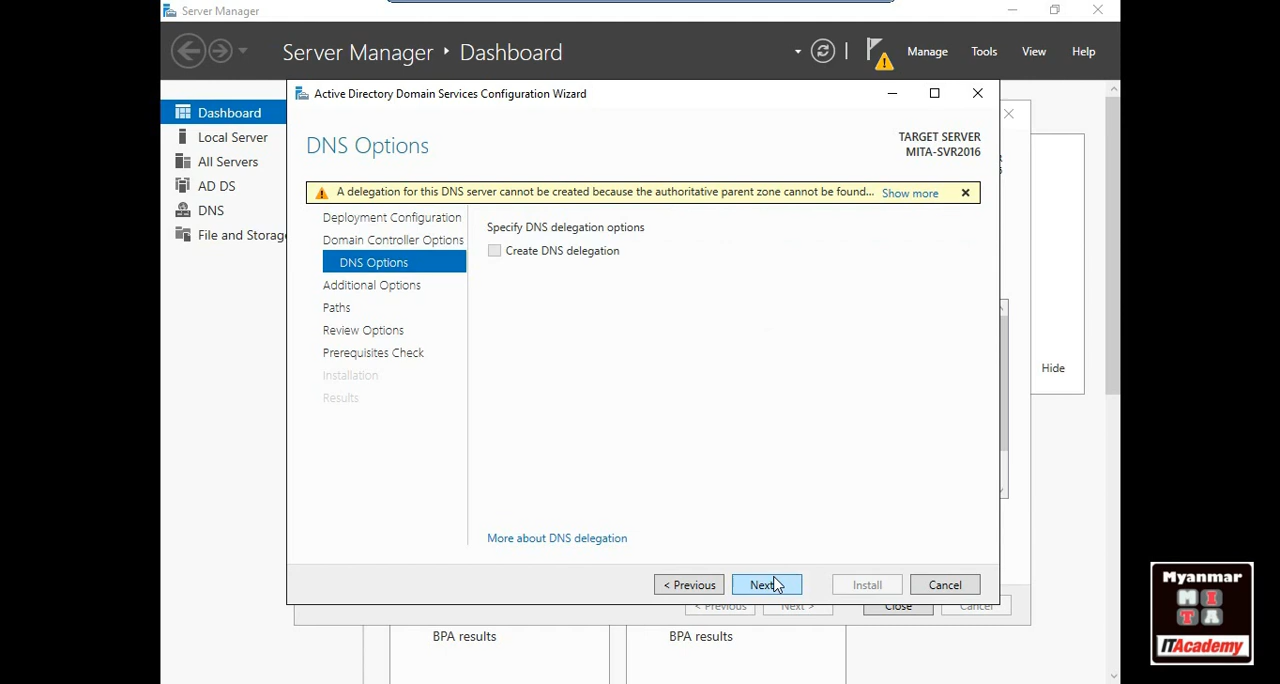 Server Manager
Server Manager ‣ Dashboard
Manage
Tools
View
Help
Dashboard
Local Server
All Servers
AD DS
DNS
File and Storag
Active Directory Domain Services Configuration Wizard
DNS Options
TARGET SERVER
MITA-SVR2016
A delegation for this DNS server cannot be created because the authoritative parent zone cannot be found...
Show more
Deployment Configuration
Domain Controller Options
DNS Options
Additional Options
Paths
Review Options
Prerequisites Check
Installation
Results
Specify DNS delegation options
Create DNS delegation
More about DNS delegation
Hide
< Previous
Next
Install
Cancel
< Previous
Next >
Close
Cancel
BPA results
BPA results
Myanmar
M I
T A
ITAcademy